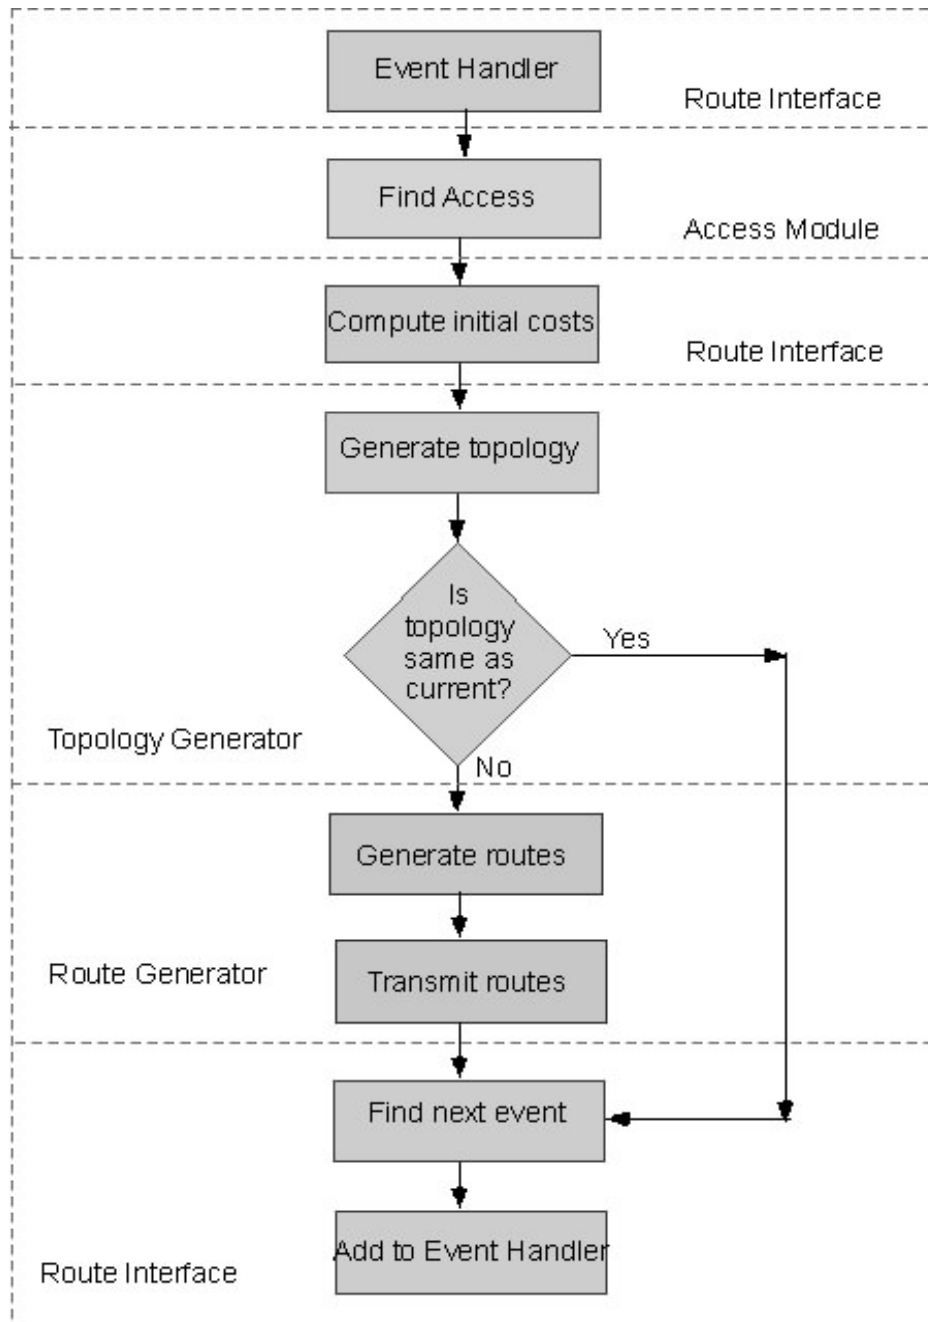 Event Handler
Route Interface
Find Access
Access Module
Compute initial costs
Route Interface
Generate topology
Is
topology
same as
current?
Yes
Topology Generator
No
Generate routes
Route Generator
Transmit routes
Find next event
Add to Event Handler
Route Interface